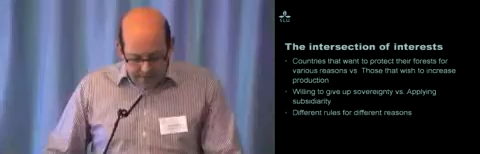 SLU
The intersection of interests
· Countries that want to protect their forests for
various reasons vs. Those that wish to increase
production
· Willing to give up sovereignty vs. Applying
subsidiarity
· Different rules for different reasons